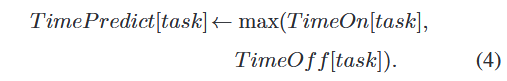 TimePredict[task] ← max(TimeOn[task],
TimeOff[task]). (4)